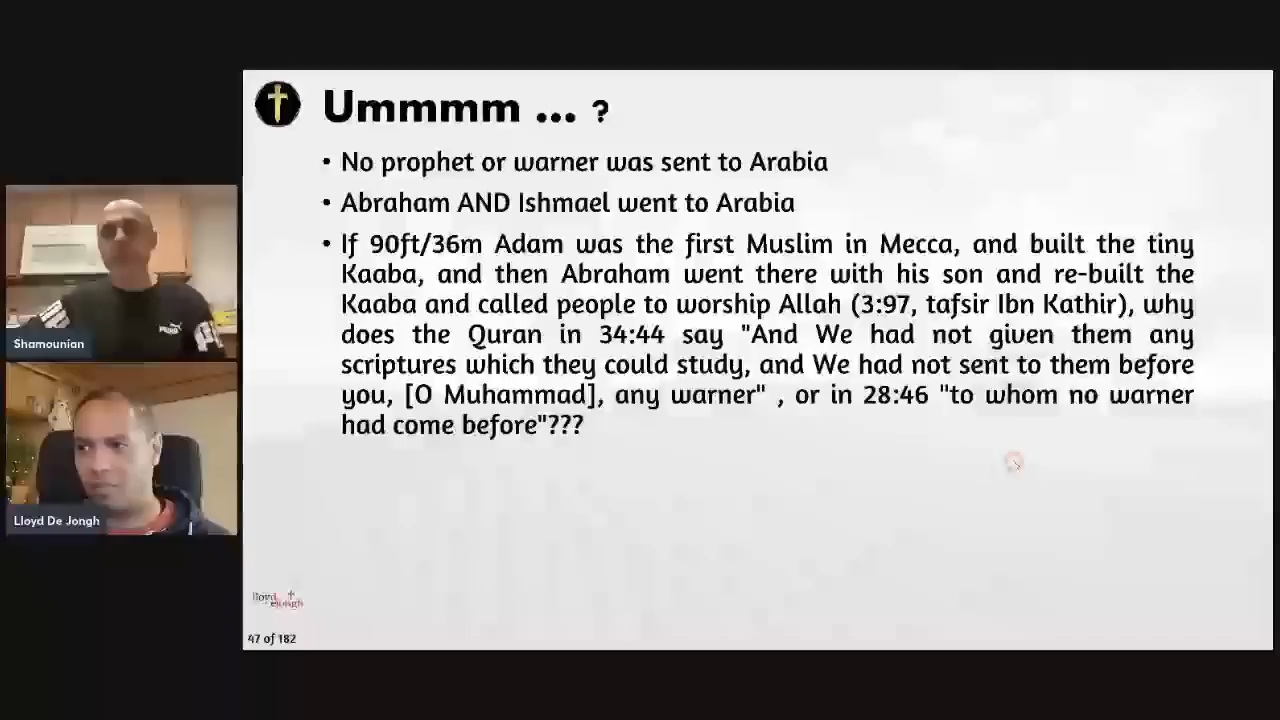 Ummmm ... ?
• No prophet or warner was sent to Arabia
• Abraham AND Ishmael went to Arabia
• If 90ft/36m Adam was the first Muslim in Mecca, and built the tiny
Kaaba, and then Abraham went there with his son and re-built the
Kaaba and called people to worship Allah (3:97, tafsir Ibn Kathir), why
does the Quran in 34:44 say "And We had not given them any
scriptures which they could study, and We had not sent to them before
you, [O Muhammad], any warner" , or in 28:46 "to whom no warner
had come before"???
Shamounian
Lloyd De Jongh
lloyd
eJongh
47 of 182